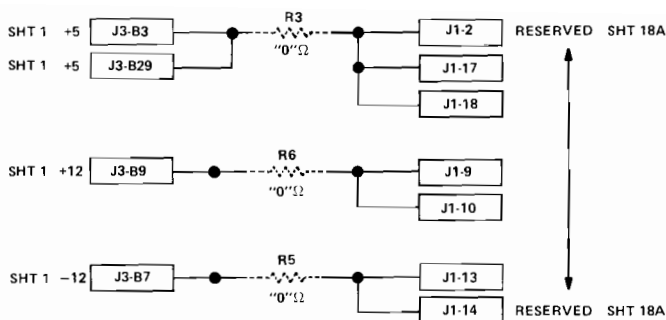 R3
SHT 1 +5 J3-B3 J1-2 RESERVED SHT 18A
"0"Ω
SHT 1 +5 J3-B29 J1-17
J1-18
R6
SHT 1 +12 J3-B9 J1-9
"0"Ω
J1-10
R5
SHT 1 −12 J3-B7 J1-13
"0"Ω
J1-14 RESERVED SHT 18A